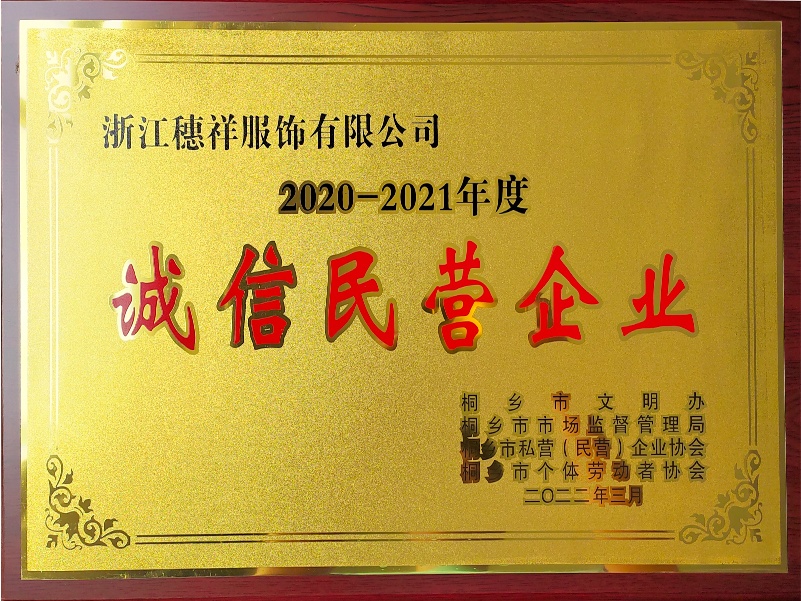 浙江穗祥服饰有限公司
2020-2021年度
诚信民营企业
桐乡市文明办
桐乡市市场监督管理局
桐乡市私营(民营)企业协会
桐乡市个体劳动者协会
二〇二二年三月